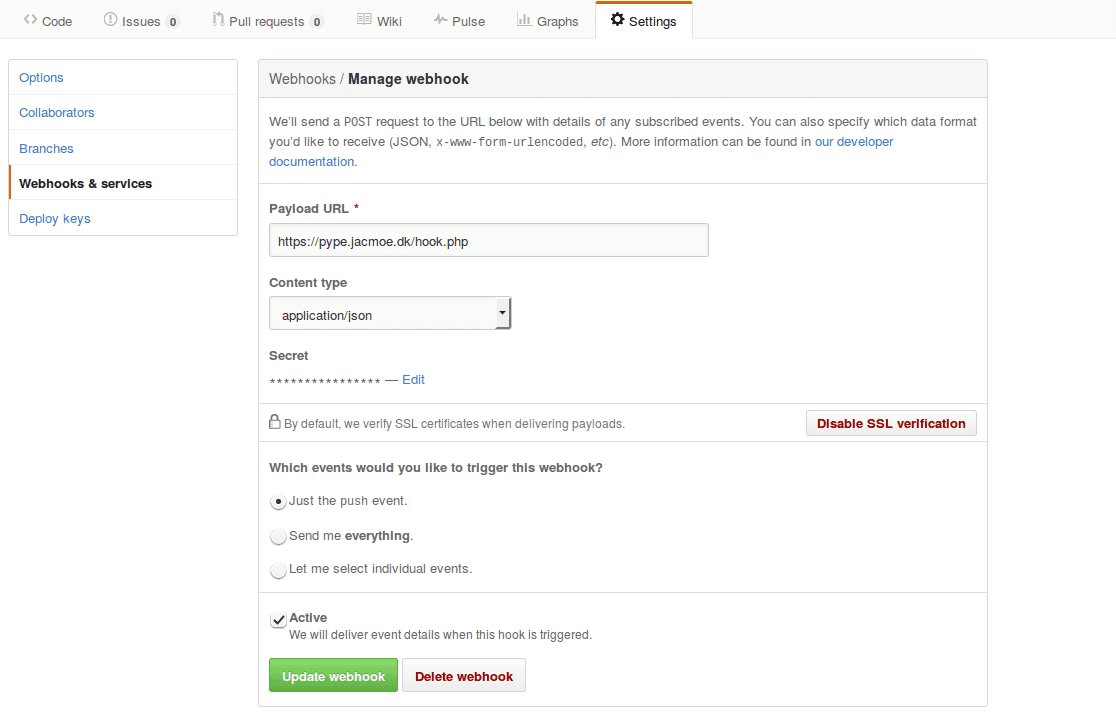 Code Issues 0 Pull requests 0 Wiki Pulse Graphs Settings
Options
Collaborators
Branches
Webhooks & services
Deploy keys
Webhooks / Manage webhook
We'll send a POST request to the URL below with details of any subscribed events. You can also specify which data format
you'd like to receive (JSON, x-www-form-urlencoded, etc). More information can be found in our developer
documentation.
Payload URL *
https://pype.jacmoe.dk/hook.php
Content type
application/json
Secret
**************** — Edit
By default, we verify SSL certificates when delivering payloads. Disable SSL verification
Which events would you like to trigger this webhook?
Just the push event.
Send me everything.
Let me select individual events.
Active
We will deliver event details when this hook is triggered.
Update webhook Delete webhook